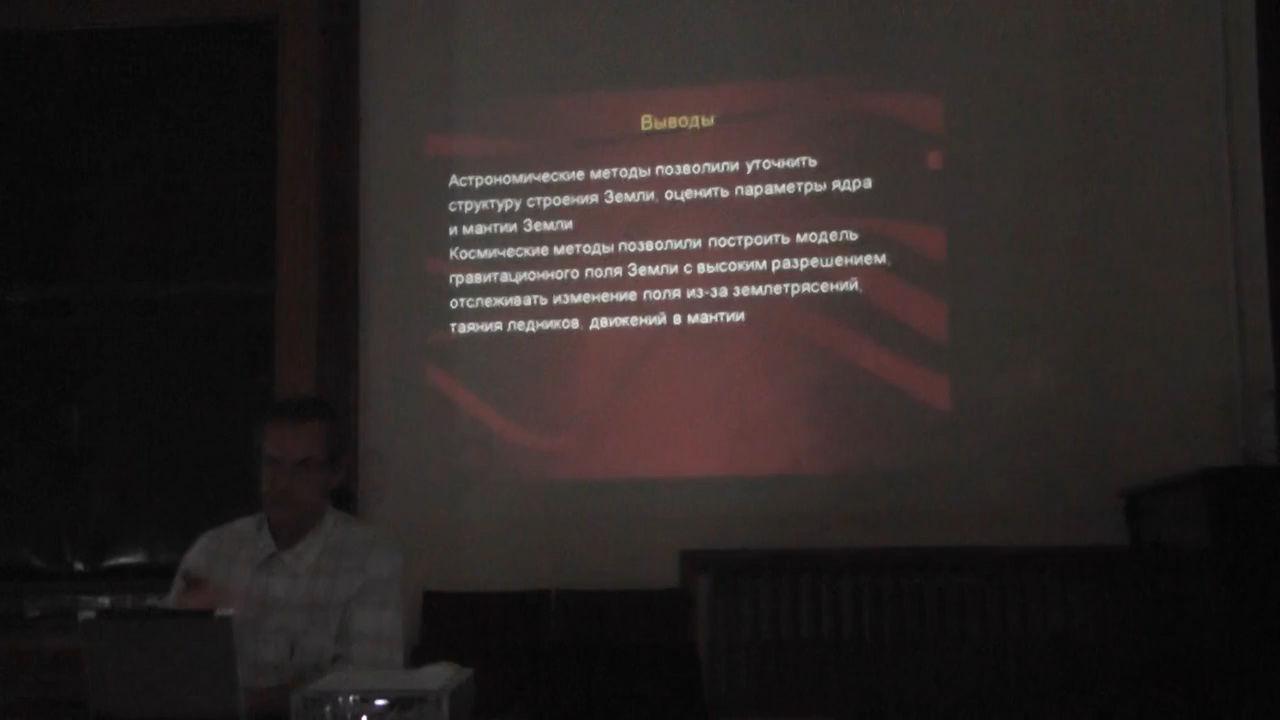 Выводы
Астрономические методы позволили уточнить
структуру строения Земли, оценить параметры ядра
и мантии Земли
Космические методы позволили построить модель
гравитационного поля Земли с высоким разрешением,
отслеживать изменение поля из-за землетрясений,
таяния ледников, движений в мантии